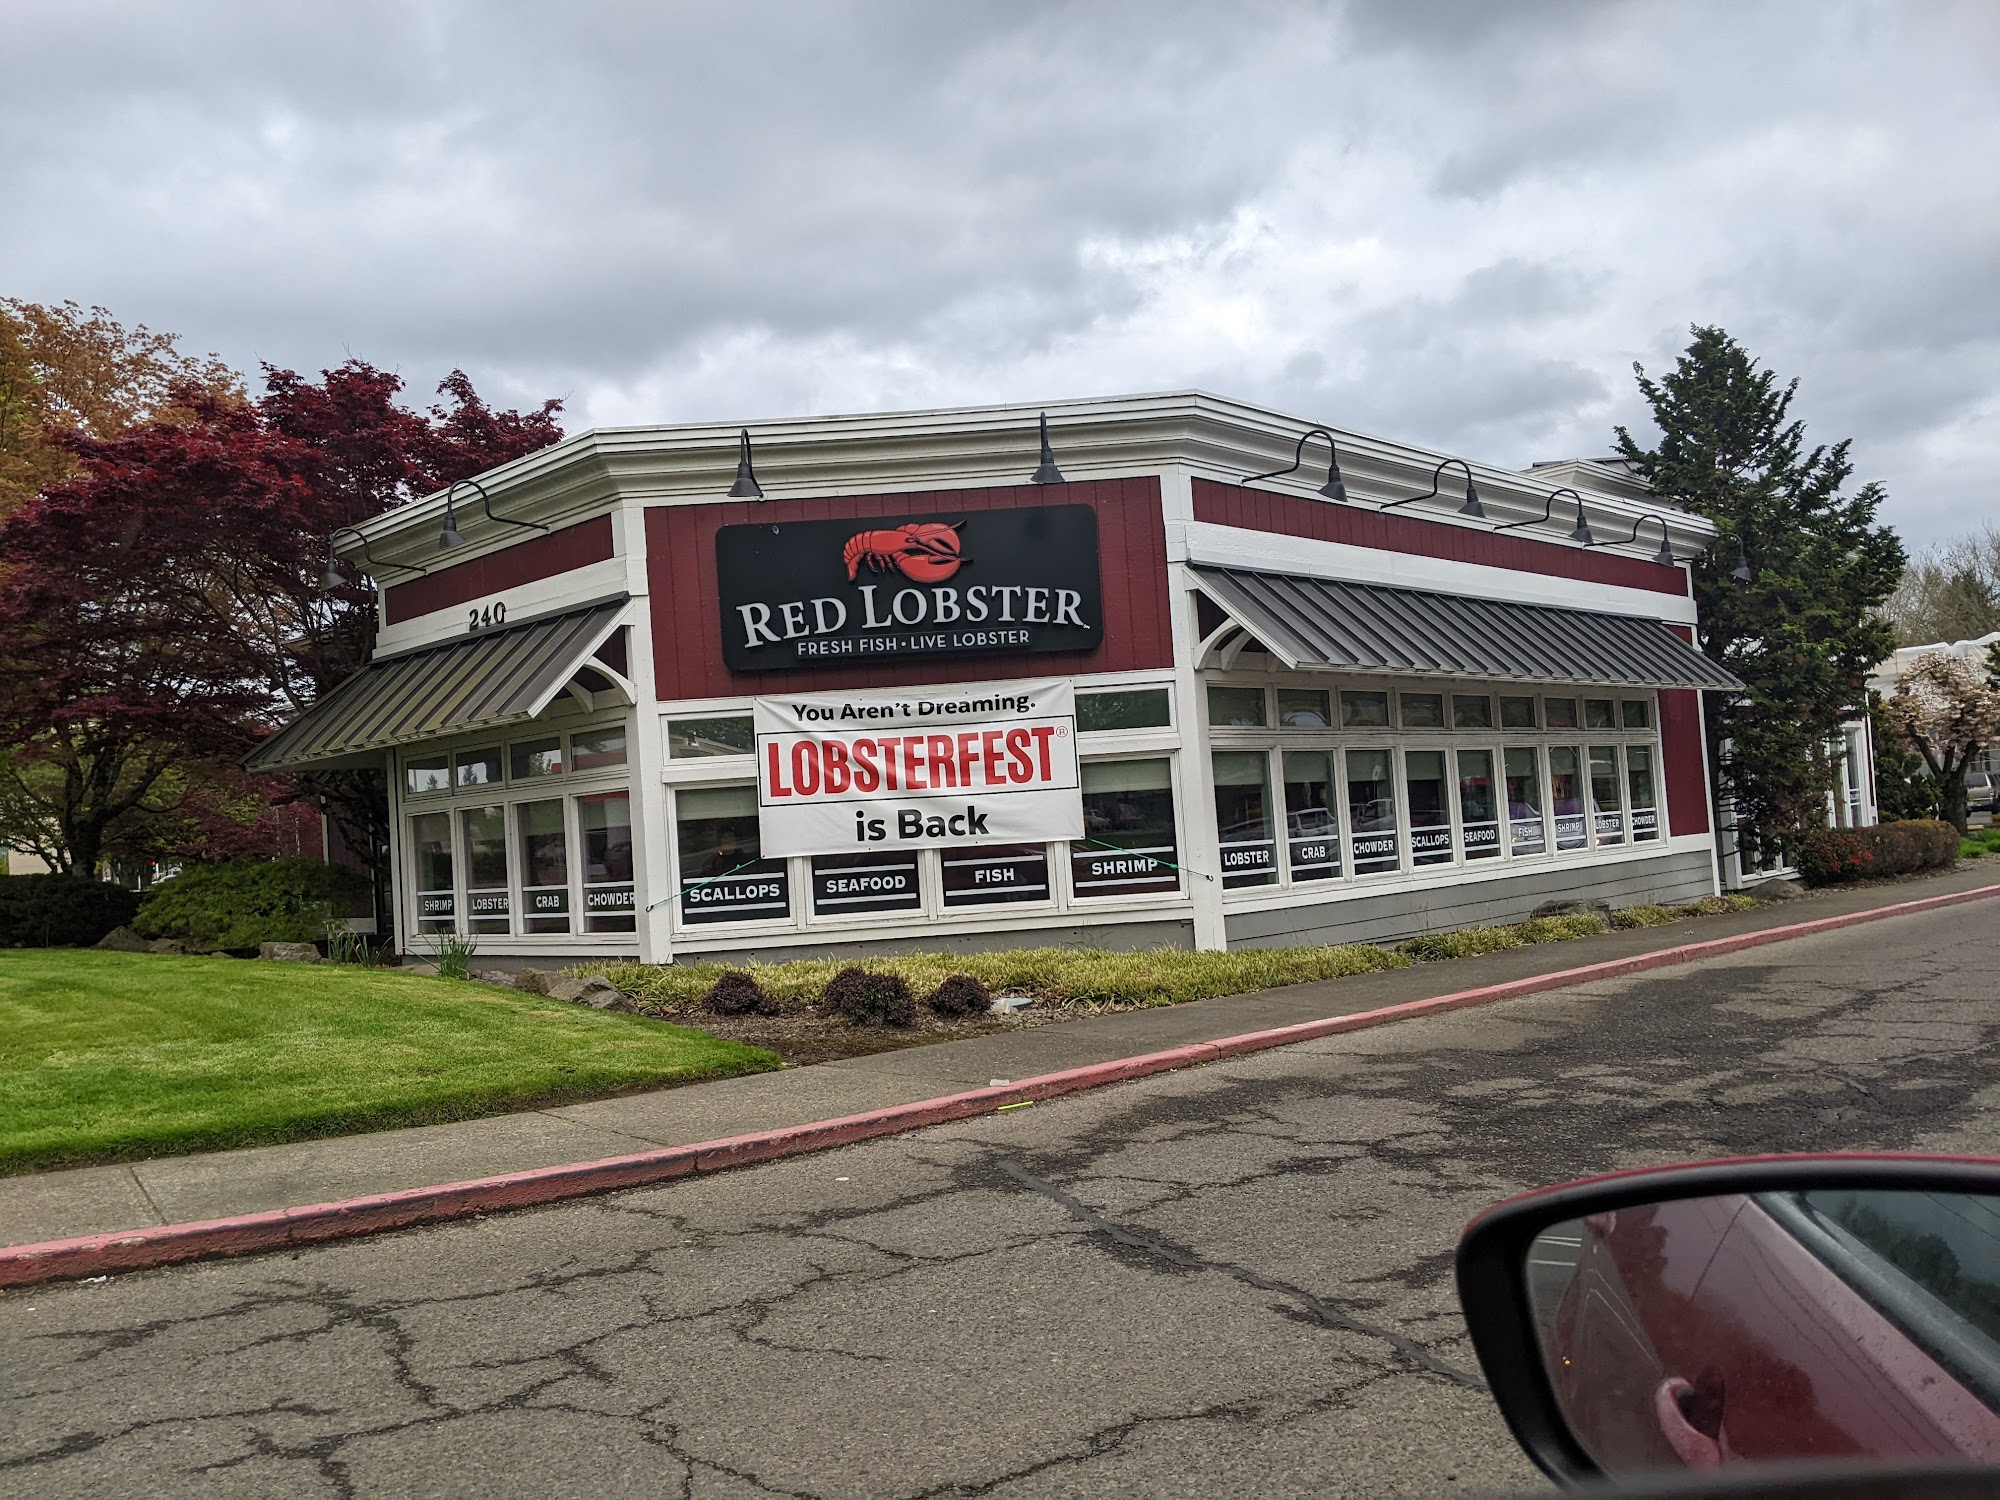 240
RED LOBSTER
FRESH FISH • LIVE LOBSTER
You Aren't Dreaming.
LOBSTERFEST®
is Back
SHRIMP
LOBSTER
CRAB
CHOWDER
SCALLOPS
SEAFOOD
FISH
SHRIMP
LOBSTER
CRAB
CHOWDER
SCALLOPS
SEAFOOD
FISH
SHRIMP
LOBSTER
CHOWDER